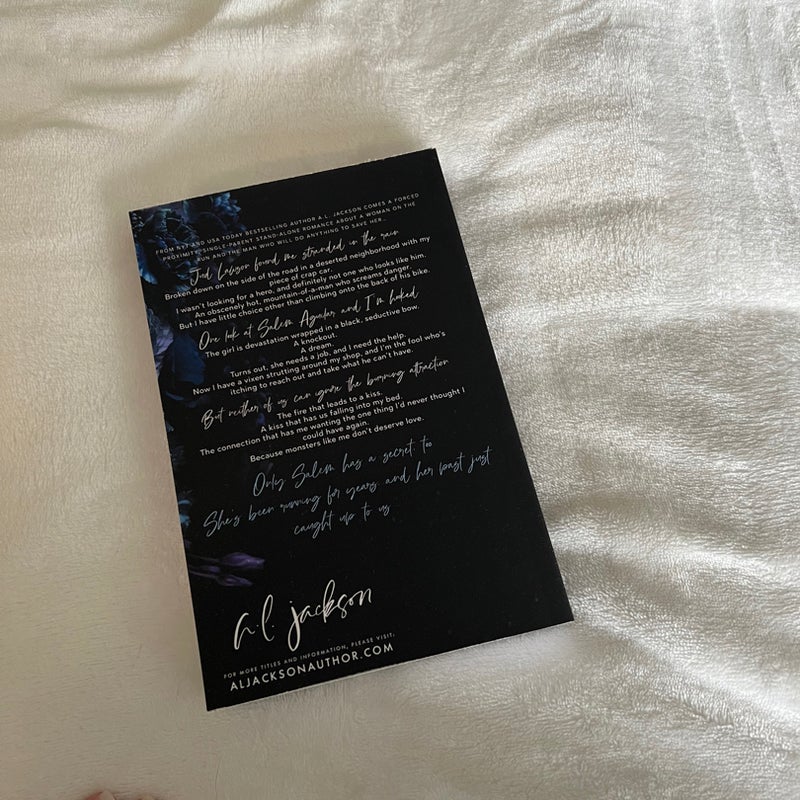 FROM NYT AND USA TODAY BESTSELLING AUTHOR A.L. JACKSON COMES A FORCED
PROXIMITY, SINGLE-PARENT STAND-ALONE ROMANCE ABOUT A WOMAN ON THE
RUN AND THE MAN WHO WILL DO ANYTHING TO SAVE HER...
Jud Lawson found me stranded in the rain
Broken down on the side of the road in a deserted neighborhood with my
piece of crap car.
I wasn't looking for a hero, and definitely not one who looks like him.
An obscenely hot, mountain-of-a-man who screams danger.
But I have little choice other than climbing onto the back of his bike.
One look at Salem Aguilar and I'm hooked
The girl is devastation wrapped in a black, seductive bow.
A knockout.
A dream.
Turns out, she needs a job, and I need the help.
Now I have a vixen strutting around my shop, and I'm the fool who's
itching to reach out and take what he can't have.
But neither of us can ignore the burning attraction
The fire that leads to a kiss.
A kiss that has us falling into my bed.
The connection that has me wanting the one thing I'd never thought I
could have again.
Because monsters like me don't deserve love.
Only Salem has a secret, too
She's been running for years, and her past just
caught up to us
a.l. jackson
FOR MORE TITLES AND INFORMATION, PLEASE VISIT,
ALJACKSONAUTHOR.COM